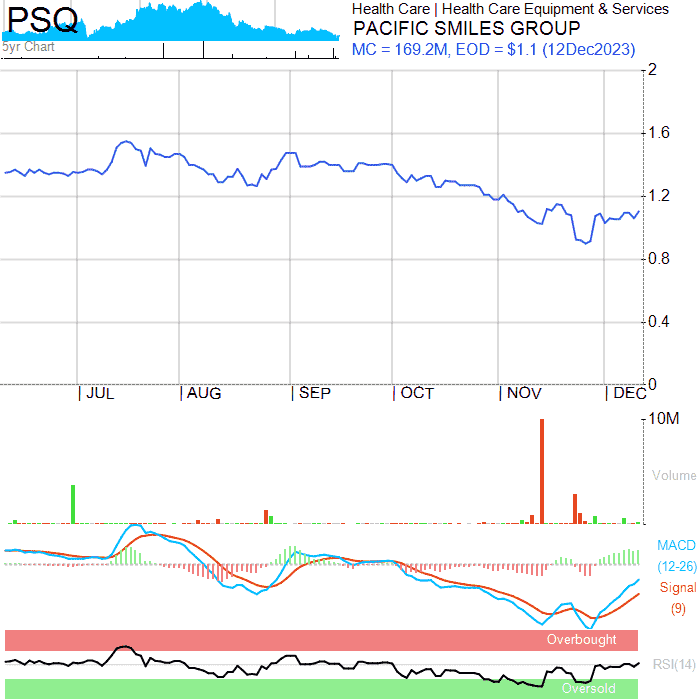 PSQ
5yr Chart
Health Care | Health Care Equipment & Services
PACIFIC SMILES GROUP
MC = 169.2M, EOD = $1.1 (12Dec2023)
2
1.6
1.2
0.8
0.4
0
| JUL | AUG | SEP | OCT | NOV | DEC
10M
Volume
MACD
(12-26)
Signal
(9)
Overbought
RSI(14)
Oversold